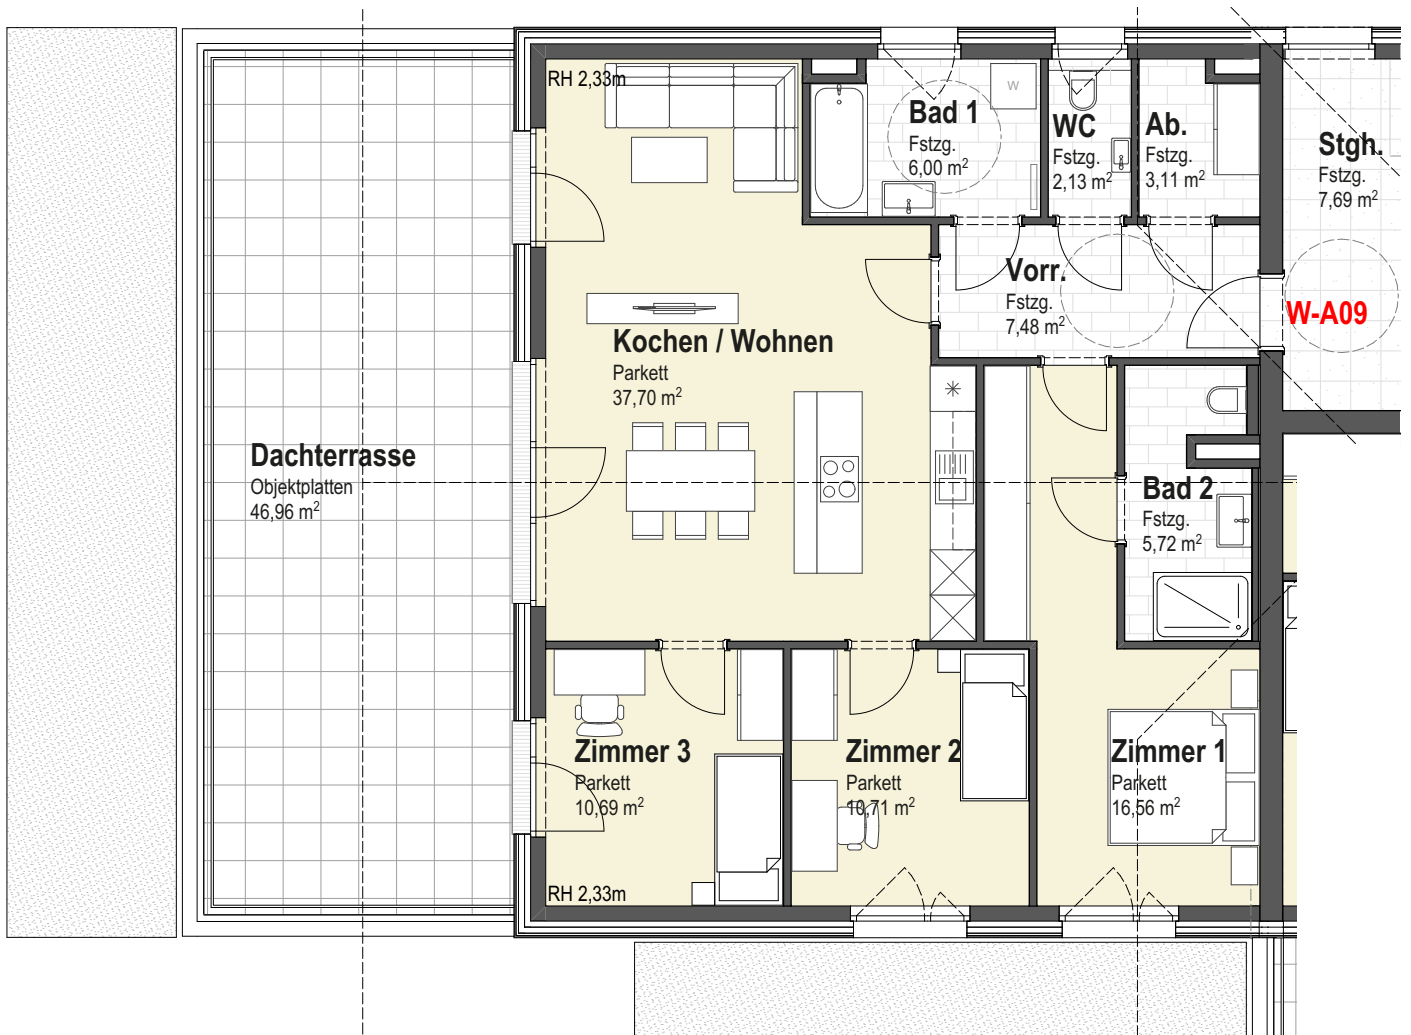 RH 2,33m
Bad 1
Fstzg.
6,00 m²
W
WC
Fstzg.
2,13 m²
Ab.
Fstzg.
3,11 m²
Stgh.
Fstzg.
7,69 m²
Vorr.
Fstzg.
7,48 m²
W-A09
Kochen / Wohnen
Parkett
37,70 m²
Dachterrasse
Objektplatten
46,96 m²
Bad 2
Fstzg.
5,72 m²
Zimmer 3
Parkett
10,69 m²
Zimmer 2
Parkett
10,71 m²
Zimmer 1
Parkett
16,56 m²
RH 2,33m